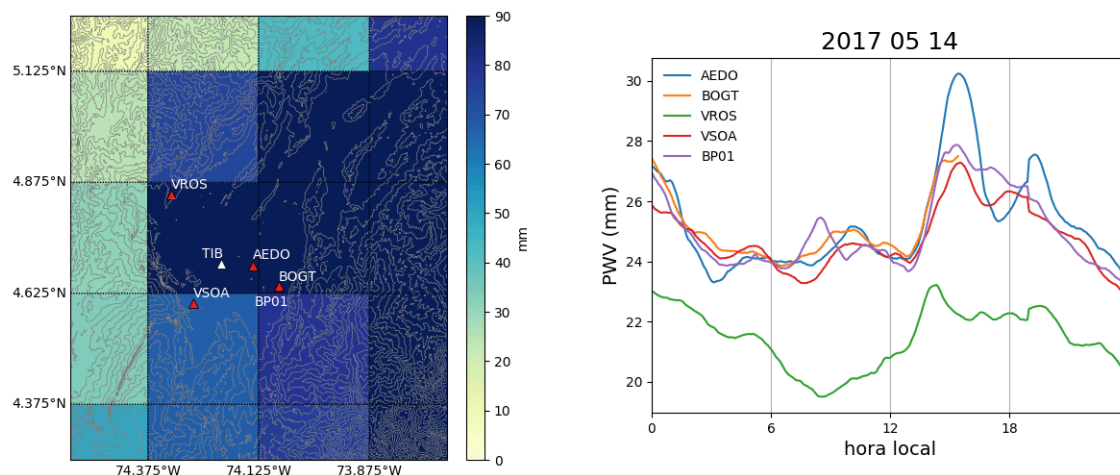 5.125°N
4.875°N
4.625°N
4.375°N
74.375°W
74.125°W
73.875°W
VROS
TIB
AEDO
BOGT
VSOA
BP01
90
80
70
60
50
40
30
20
10
0
mm
2017 05 14
AEDO
BOGT
VROS
VSOA
BP01
30
28
26
24
22
20
PWV (mm)
0
6
12
18
hora local